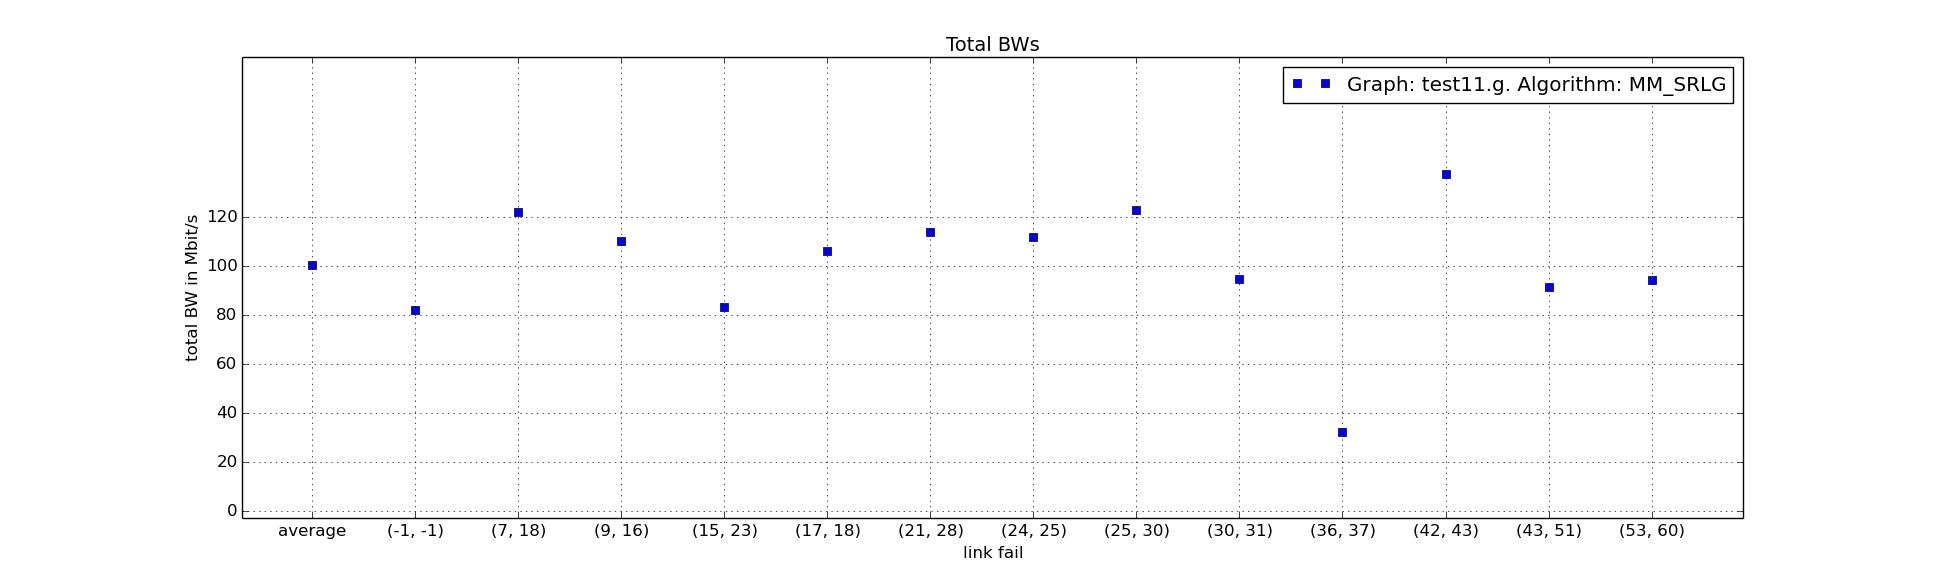 Total BWs
Graph: test11.g. Algorithm: MM_SRLG
total BW in Mbit/s
120
100
80
60
40
20
0
average (-1, -1) (7, 18) (9, 16) (15, 23) (17, 18) (21, 28) (24, 25) (25, 30) (30, 31) (36, 37) (42, 43) (43, 51) (53, 60)
link fail